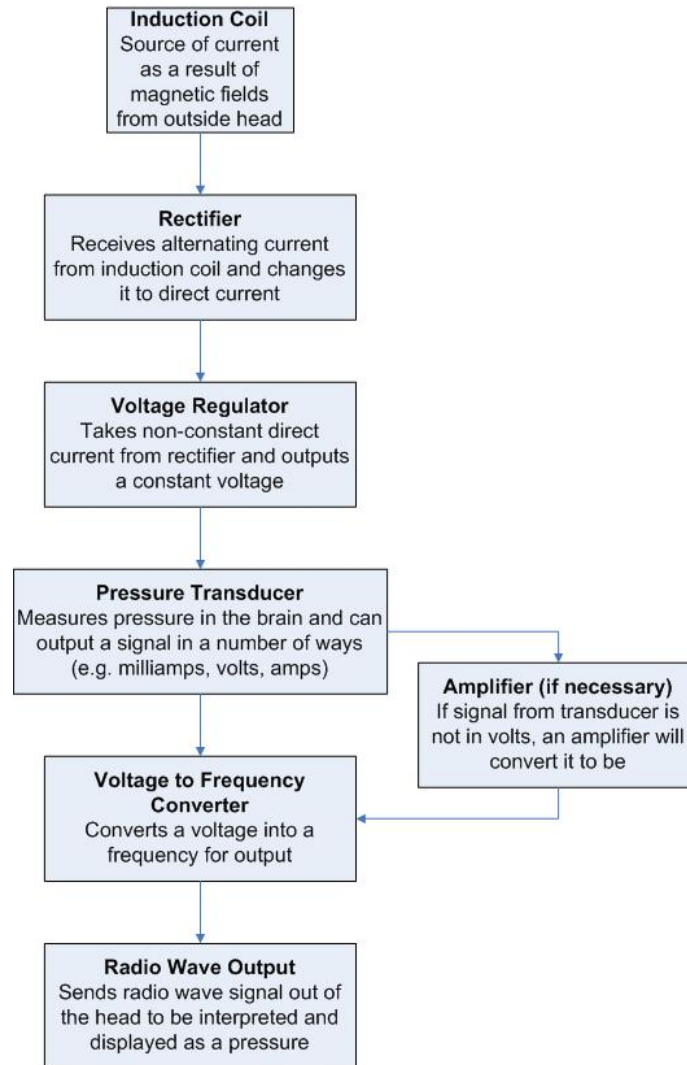 Induction Coil
Source of current
as a result of
magnetic fields
from outside head
Rectifier
Receives alternating current
from induction coil and changes
it to direct current
Voltage Regulator
Takes non-constant direct
current from rectifier and outputs
a constant voltage
Pressure Transducer
Measures pressure in the brain and can
output a signal in a number of ways
(e.g. milliamps, volts, amps)
Amplifier (if necessary)
If signal from transducer is
not in volts, an amplifier will
convert it to be
Voltage to Frequency
Converter
Converts a voltage into a
frequency for output
Radio Wave Output
Sends radio wave signal out of
the head to be interpreted and
displayed as a pressure